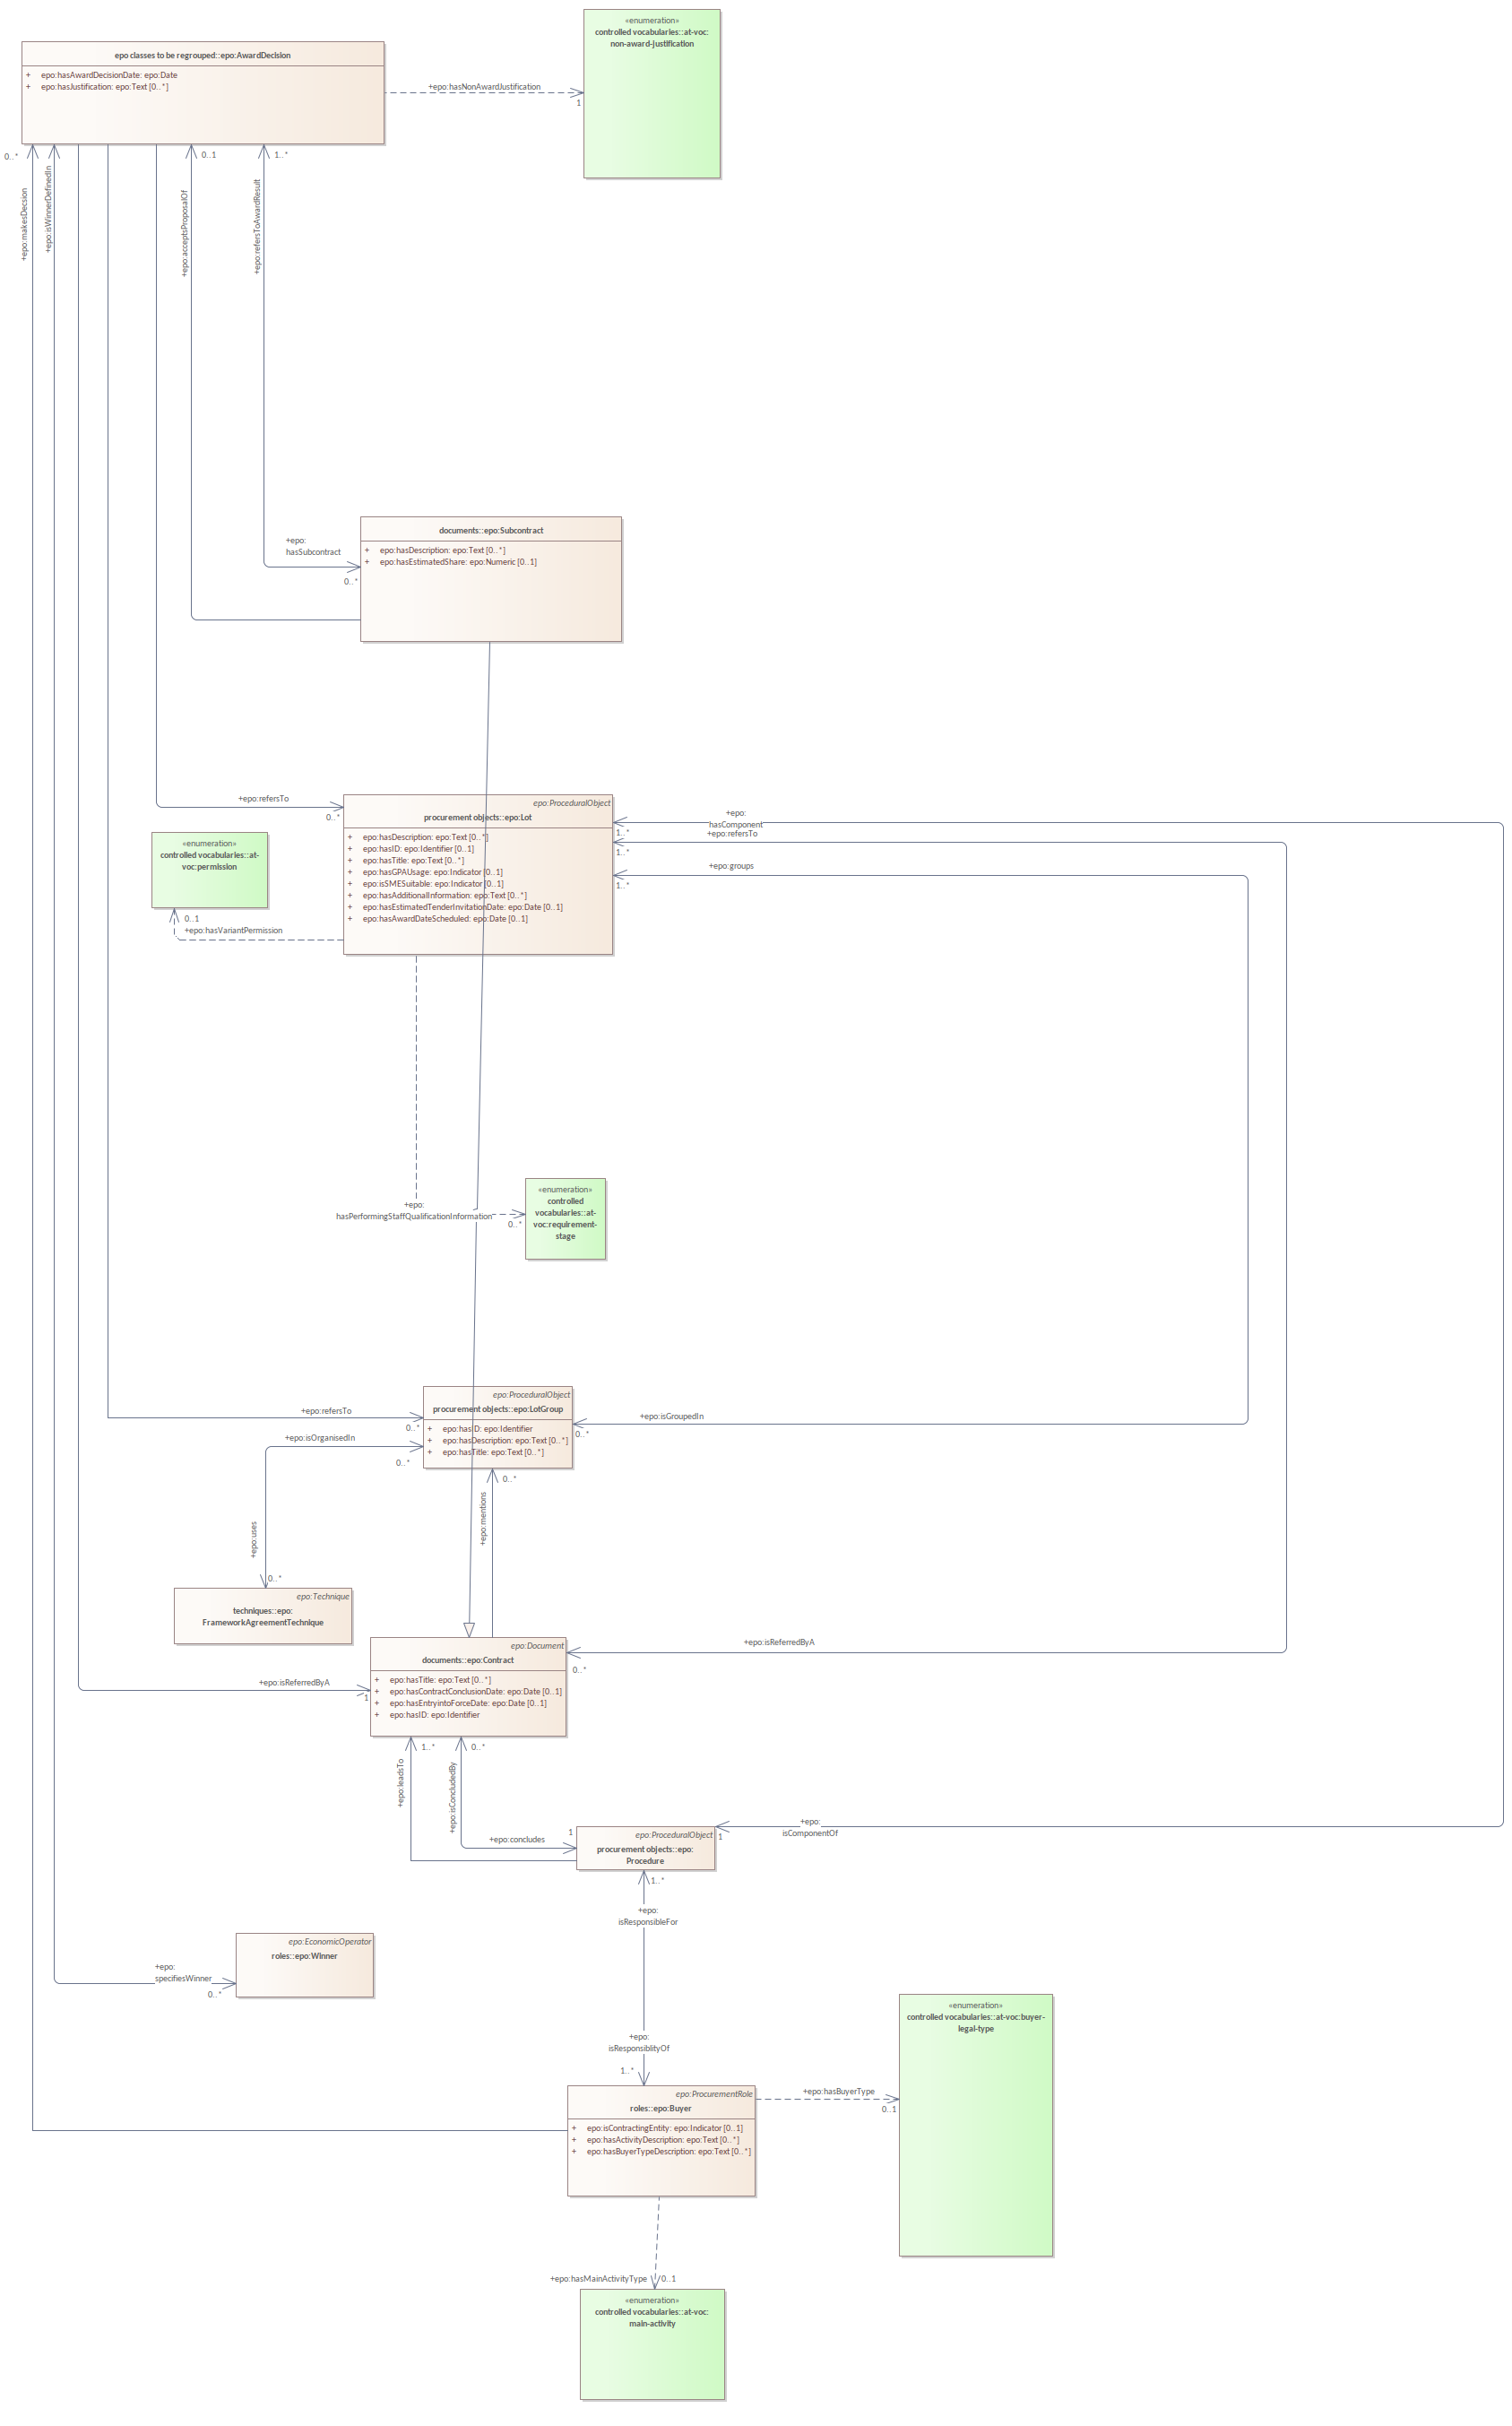 «enumeration»
controlled vocabularies::at-voc:
non-award-justification
epo classes to be regrouped::epo:AwardDecision
+ epo:hasAwardDecisionDate: epo:Date
+ epo:hasJustification: epo:Text [0..*]
+epo:hasNonAwardJustification
1
0..*
+epo:makesDecsion
+epo:isWinnerDefinedIn
0..1
+epo:acceptsProposalOf
1..*
+epo:refersToAwardResult
documents::epo:Subcontract
+ epo:hasDescription: epo:Text [0..*]
+ epo:hasEstimatedShare: epo:Numeric [0..1]
+epo:
hasSubcontract
0..*
+epo:refersTo
0..*
epo:ProceduralObject
procurement objects::epo:Lot
+ epo:hasDescription: epo:Text [0..*]
+ epo:hasID: epo:Identifier [0..1]
+ epo:hasTitle: epo:Text [0..*]
+ epo:hasGPAUsage: epo:Indicator [0..1]
+ epo:isSMESuitable: epo:Indicator [0..1]
+ epo:hasAdditionalInformation: epo:Text [0..*]
+ epo:hasEstimatedTenderInvitationDate: epo:Date [0..1]
+ epo:hasAwardDateScheduled: epo:Date [0..1]
+epo:
hasComponent
1..*
+epo:refersTo
1..*
+epo:groups
1..*
«enumeration»
controlled vocabularies::at-
voc:permission
0..1
+epo:hasVariantPermission
+epo:
hasPerformingStaffQualificationInformation
0..*
«enumeration»
controlled
vocabularies::at-
voc:requirement-
stage
epo:ProceduralObject
procurement objects::epo:LotGroup
+ epo:hasID: epo:Identifier
+ epo:hasDescription: epo:Text [0..*]
+ epo:hasTitle: epo:Text [0..*]
+epo:refersTo
0..*
+epo:isGroupedIn
0..*
+epo:isOrganisedIn
0..*
+epo:uses
0..*
0..*
+epo:mentions
epo:Technique
techniques::epo:
FrameworkAgreementTechnique
epo:Document
documents::epo:Contract
+ epo:hasTitle: epo:Text [0..*]
+ epo:hasContractConclusionDate: epo:Date [0..1]
+ epo:hasEntryintoForceDate: epo:Date [0..1]
+ epo:hasID: epo:Identifier
+epo:isReferredByA
0..*
+epo:isReferredByA
1
1..*
+epo:leadsTo
0..*
+epo:isConcludedBy
+epo:concludes
1
epo:ProceduralObject
procurement objects::epo:
Procedure
+epo:
isComponentOf
1
1..*
+epo:
isResponsibleFor
epo:EconomicOperator
roles::epo:Winner
+epo:
specifiesWinner
0..*
+epo:
isResponsiblityOf
1..*
epo:ProcurementRole
roles::epo:Buyer
+ epo:isContractingEntity: epo:Indicator [0..1]
+ epo:hasActivityDescription: epo:Text [0..*]
+ epo:hasBuyerTypeDescription: epo:Text [0..*]
+epo:hasBuyerType
0..1
«enumeration»
controlled vocabularies::at-voc:buyer-
legal-type
+epo:hasMainActivityType
0..1
«enumeration»
controlled vocabularies::at-voc:
main-activity